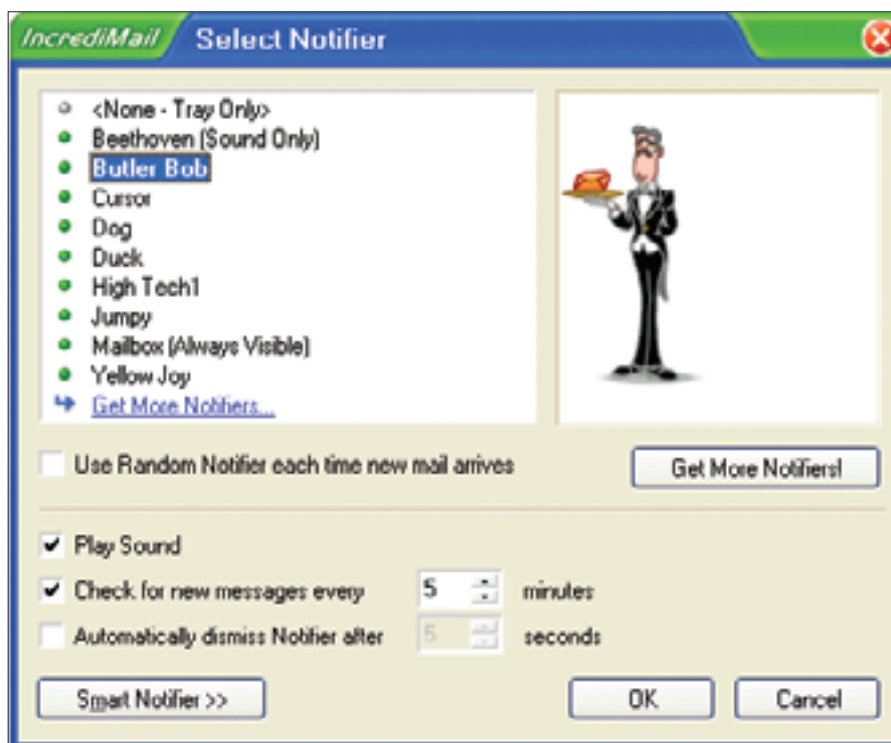 IncrediMail Select Notifier
<None - Tray Only>
Beethoven (Sound Only)
Butler Bob
Cursor
Dog
Duck
High Tech1
Jumpy
Mailbox (Always Visible)
Yellow Joy
Get More Notifiers...
Use Random Notifier each time new mail arrives
Get More Notifiers!
Play Sound
Check for new messages every 5 minutes
Automatically dismiss Notifier after 5 seconds
Smart Notifier >> OK Cancel